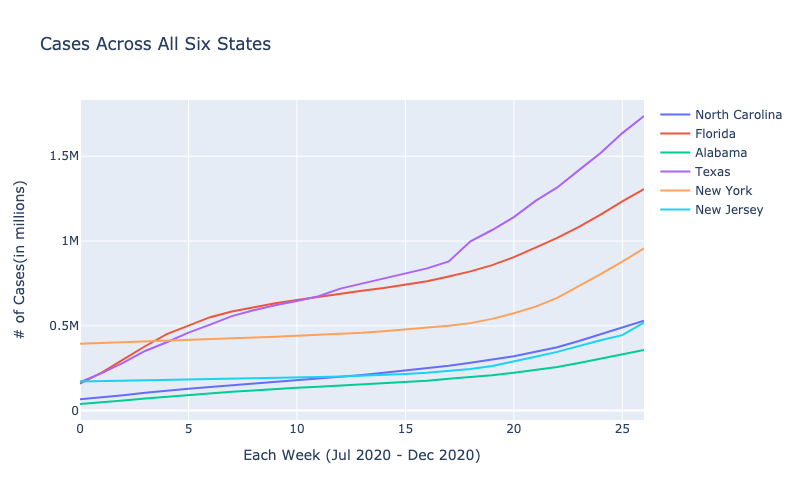 Cases Across All Six States
# of Cases(in millions)
1.5M
1M
0.5M
0
0
5
10
15
20
25
Each Week (Jul 2020 - Dec 2020)
North Carolina
Florida
Alabama
Texas
New York
New Jersey